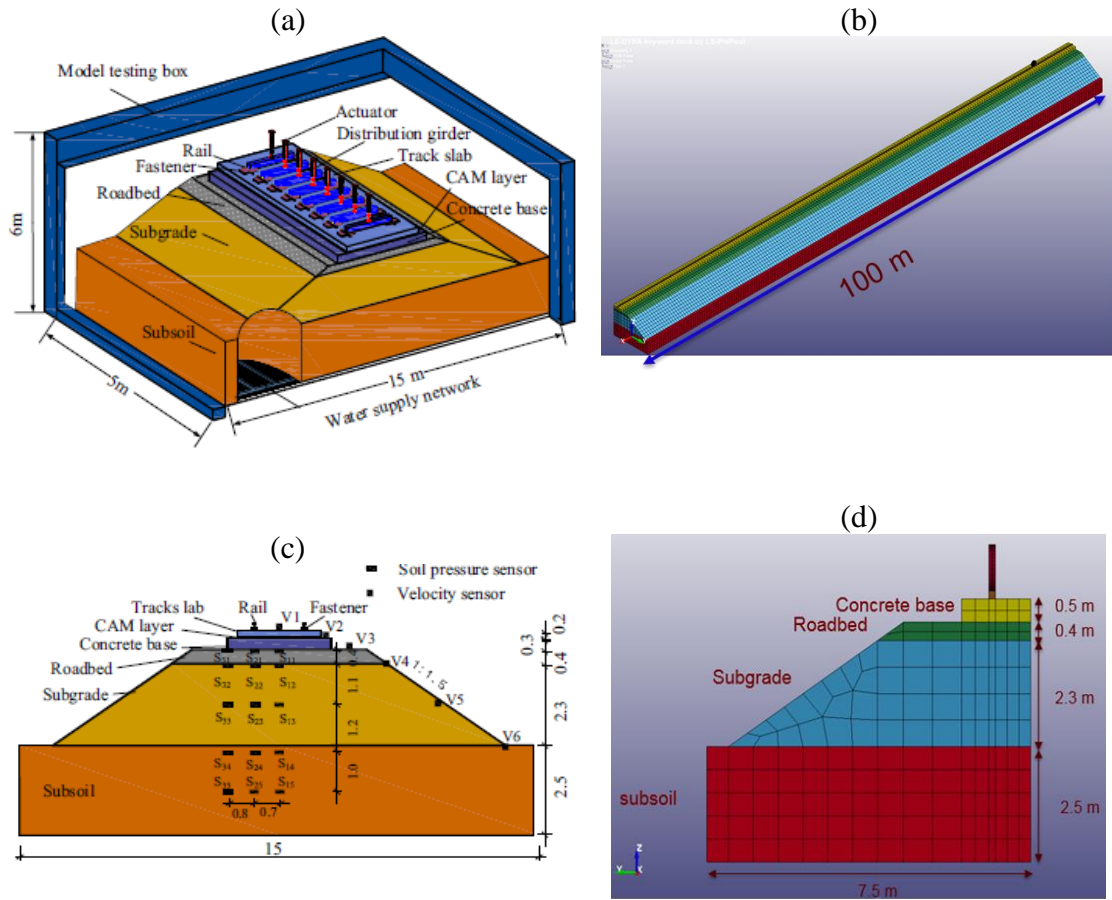 (a)
Model testing box
Actuator
Distribution girder
Rail
Track slab
Fastener
CAM layer
Roadbed
Concrete base
Subgrade
6m
Subsoil
5m
15 m
Water supply network
(b)
100 m
(c)
Soil pressure sensor
Velocity sensor
Tracks lab
Rail
V1
Fastener
CAM layer
V2
Concrete base
V3
Roadbed
V4
1:1.5
Subgrade
V5
V6
S32 S22 S12
S33 S23 S13
S34 S24 S14
S25 S15
Subsoil
0.8
0.7
1.1
1.2
1.0
0.2
0.3
0.4
2.3
2.5
15
(d)
Concrete base
0.5 m
Roadbed
0.4 m
Subgrade
2.3 m
subsoil
2.5 m
7.5 m